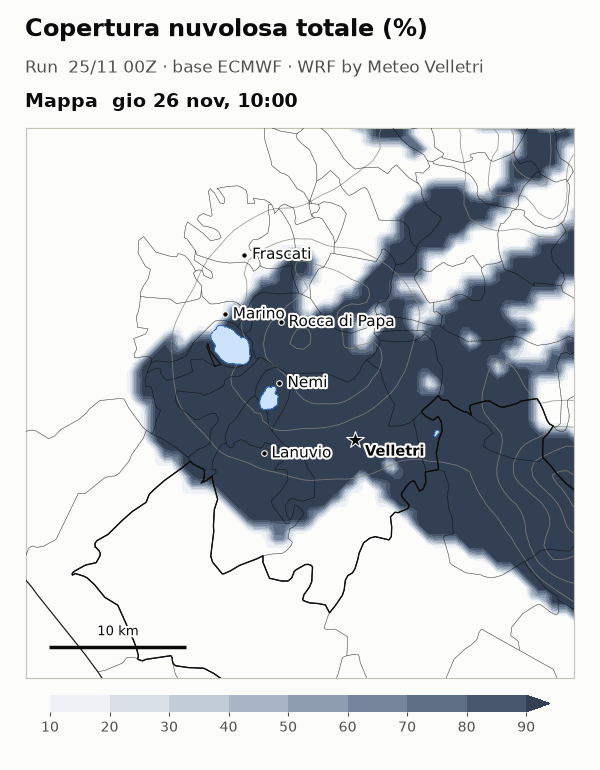 Copertura nuvolosa totale (%)
Run  25/11 00Z · base ECMWF · WRF by Meteo Velletri
Mappa  gio 26 nov, 10:00
Frascati
Marino
Rocca di Papa
Nemi
Velletri
Lanuvio
10 km
10 20 30 40 50 60 70 80 90